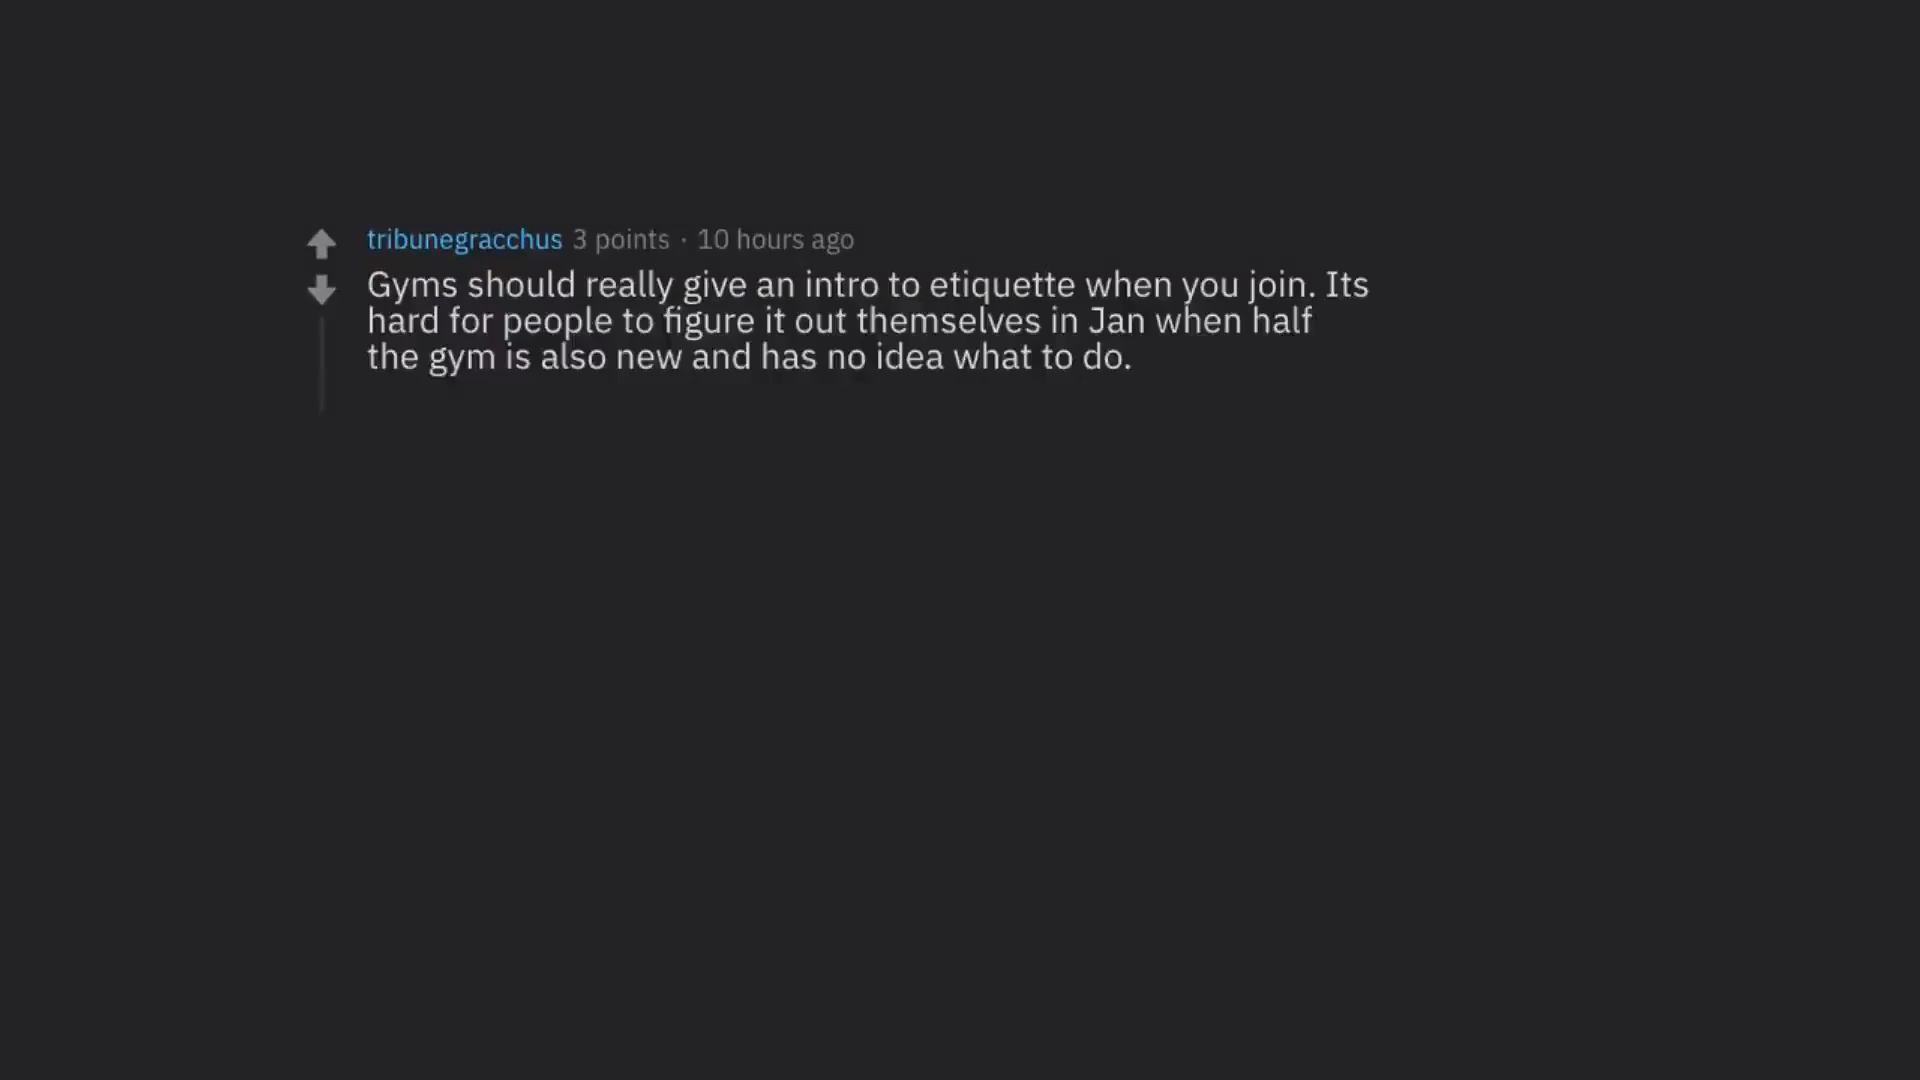 tribunegracchus 3 points · 10 hours ago
Gyms should really give an intro to etiquette when you join. Its
hard for people to figure it out themselves in Jan when half
the gym is also new and has no idea what to do.